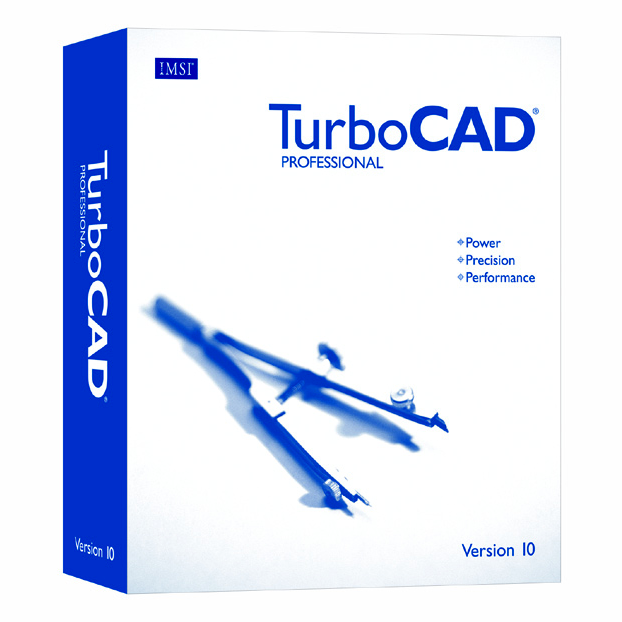 IMSI®
TurboCAD®
PROFESSIONAL
Power
Precision
Performance
Version 10
TurboCAD®
PROFESSIONAL
Version 10